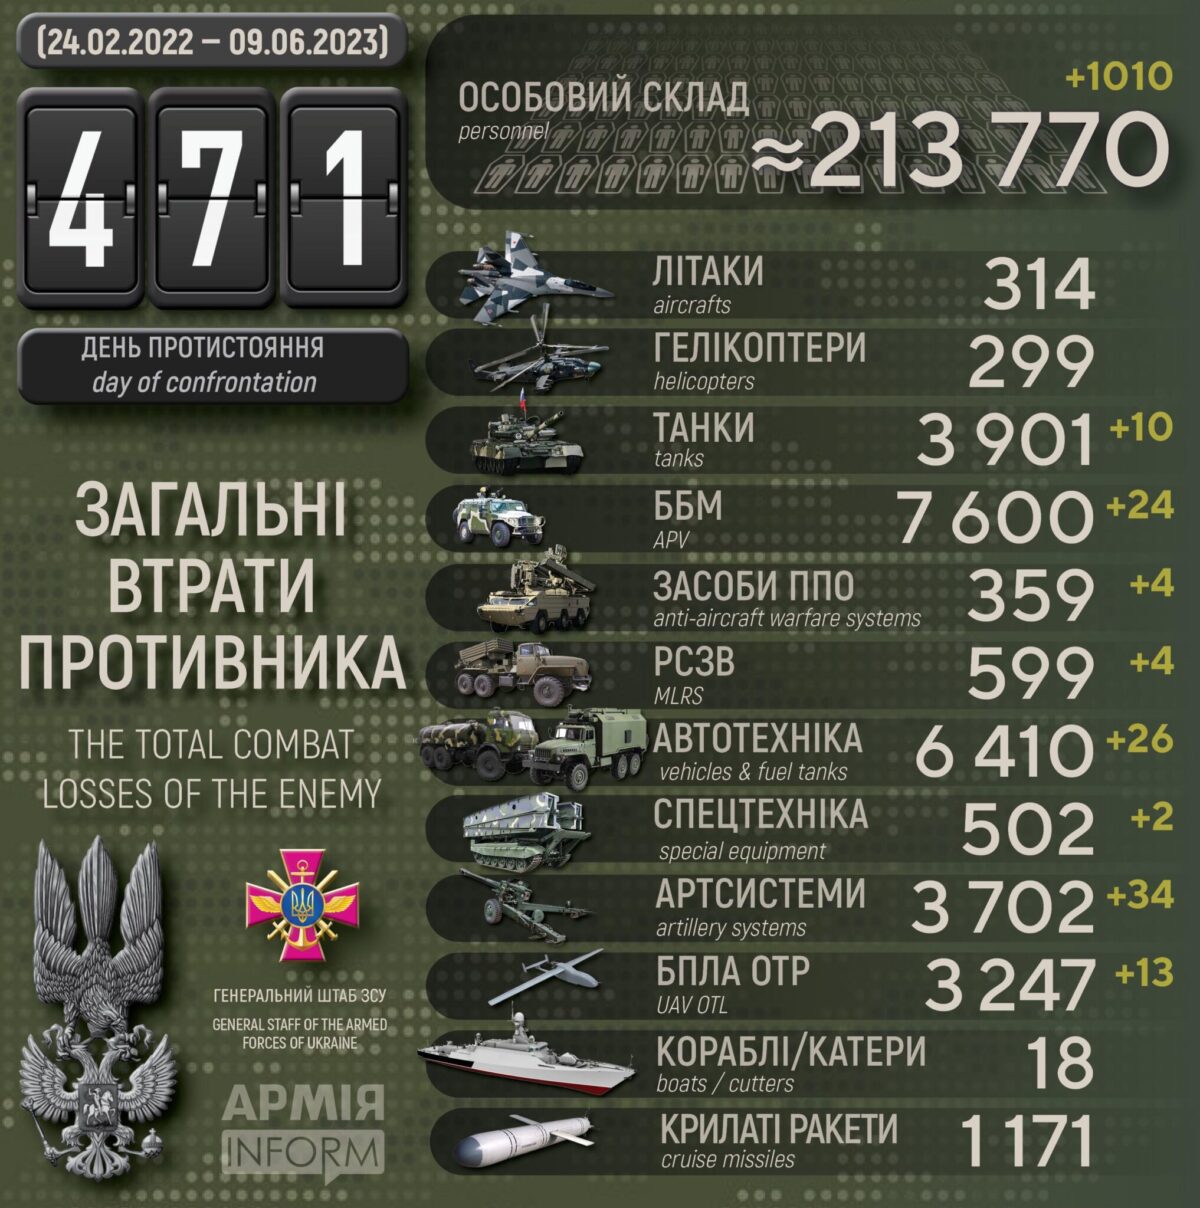 (24.02.2022 – 09.06.2023)
471
ДЕНЬ ПРОТИСТОЯННЯ
day of confrontation
ЗАГАЛЬНІ
ВТРАТИ
ПРОТИВНИКА
THE TOTAL COMBAT
LOSSES OF THE ENEMY
ГЕНЕРАЛЬНИЙ ШТАБ ЗСУ
GENERAL STAFF OF THE ARMED
FORCES OF UKRAINE
АРМІЯ
INFORM
ОСОБОВИЙ СКЛАД
personnel
+1010
≈213 770
ЛІТАКИ
aircrafts
314
ГЕЛІКОПТЕРИ
helicopters
299
ТАНКИ
tanks
3 901 +10
ББМ
APV
7 600 +24
ЗАСОБИ ППО
anti-aircraft warfare systems
359 +4
РСЗВ
MLRS
599 +4
АВТОТЕХНІКА
vehicles & fuel tanks
6 410 +26
СПЕЦТЕХНІКА
special equipment
502 +2
АРТСИСТЕМИ
artillery systems
3 702 +34
БПЛА ОТР
UAV OTL
3 247 +13
КОРАБЛІ/КАТЕРИ
boats / cutters
18
КРИЛАТІ РАКЕТИ
cruise missiles
1 171